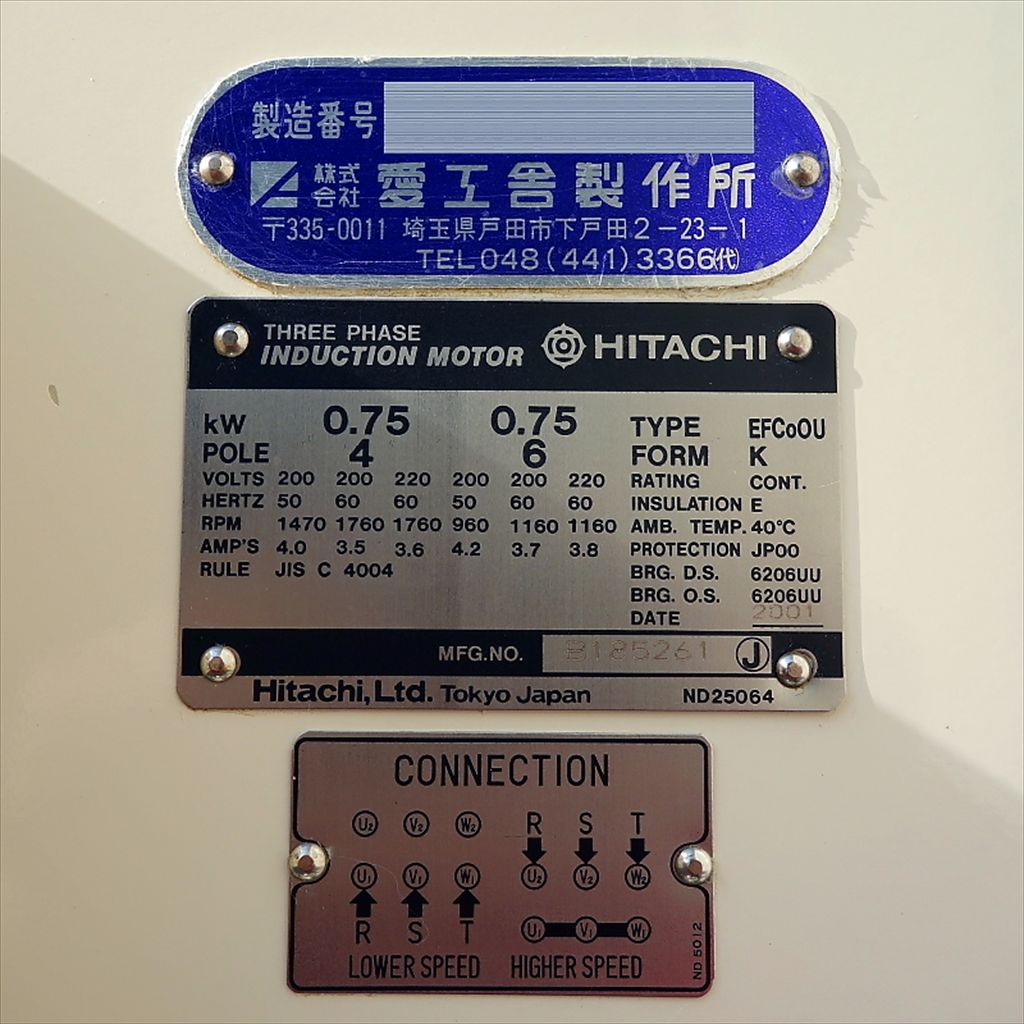 製造番号
株式会社 愛工舎製作所
〒335-0011 埼玉県戸田市下戸田2-23-1
TEL 048(441)3366(代)
THREE PHASE
INDUCTION MOTOR HITACHI
kW 0.75 0.75 TYPE EFCoOU
POLE 4 6 FORM K
VOLTS 200 200 220 200 200 220 RATING CONT.
HERTZ 50 60 60 50 60 60 INSULATION E
RPM 1470 1760 1760 960 1160 1160 AMB. TEMP. 40°C
AMP'S 4.0 3.5 3.6 4.2 3.7 3.8 PROTECTION JP00
RULE JIS C 4004 BRG. D.S. 6206UU
BRG. O.S. 6206UU
DATE 2001
MFG.NO. B185261 J
Hitachi, Ltd. Tokyo Japan ND25064
CONNECTION
U2 V2 W2 R S T
U1 V1 W1 U2 V2 W2
R S T U1 V1 W1
LOWER SPEED HIGHER SPEED
ND 5012